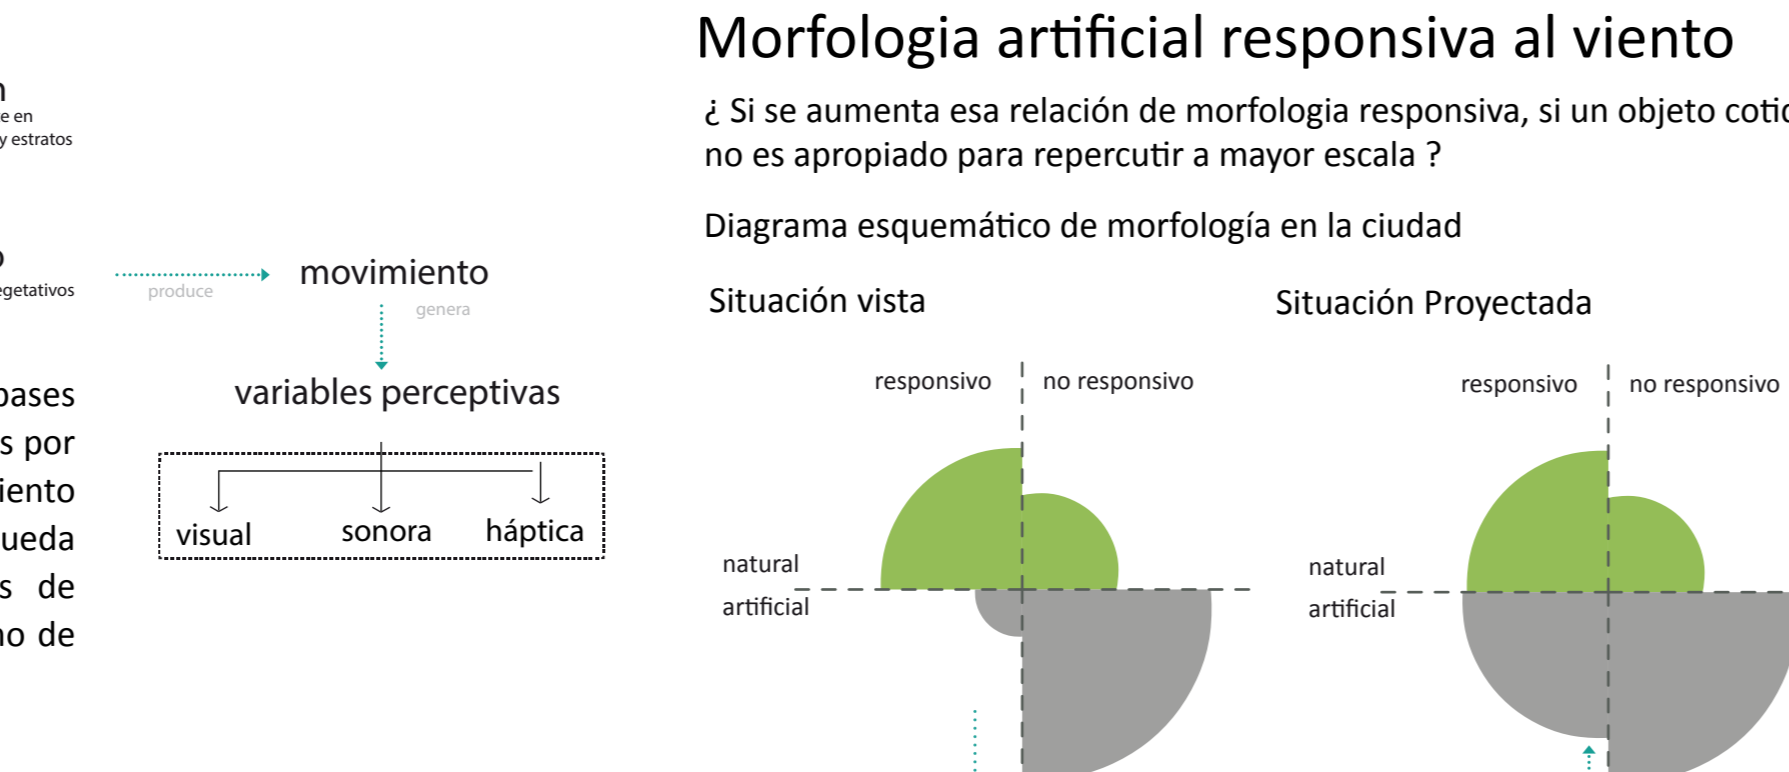 e en
y estratos
egetativos
produce
movimiento
genera
variables perceptivas
visual
sonora
háptica
bases
s por
iento
ueda
s de
no de
Morfologia artificial responsiva al viento
¿ Si se aumenta esa relación de morfologia responsiva, si un objeto
no es apropiado para repercutir a mayor escala ?
Diagrama esquemático de morfología en la ciudad
Situación vista
responsivo
no responsivo
natural
artificial
Situación Proyectada
responsivo
no responsivo
natural
artificial